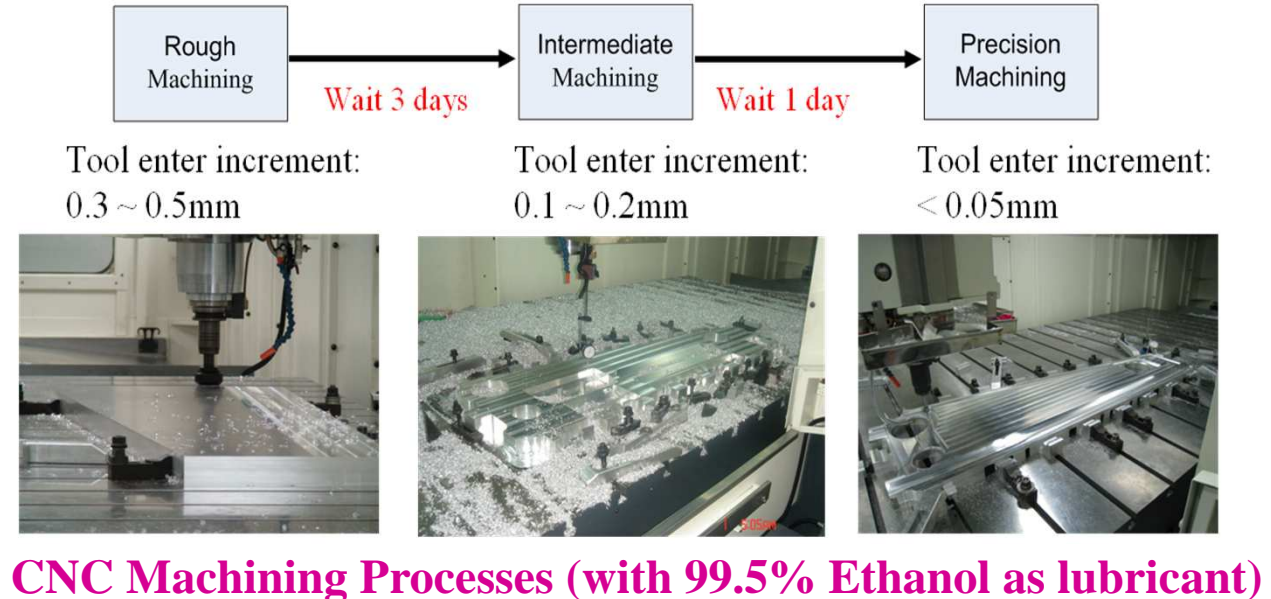 Rough
Machining
Intermediate
Machining
Precision
Machining
Wait 3 days
Wait 1 day
Tool enter increment:
0.3 ~ 0.5mm
Tool enter increment:
0.1 ~ 0.2mm
Tool enter increment:
< 0.05mm
CNC Machining Processes (with 99.5% Ethanol as lubricant)